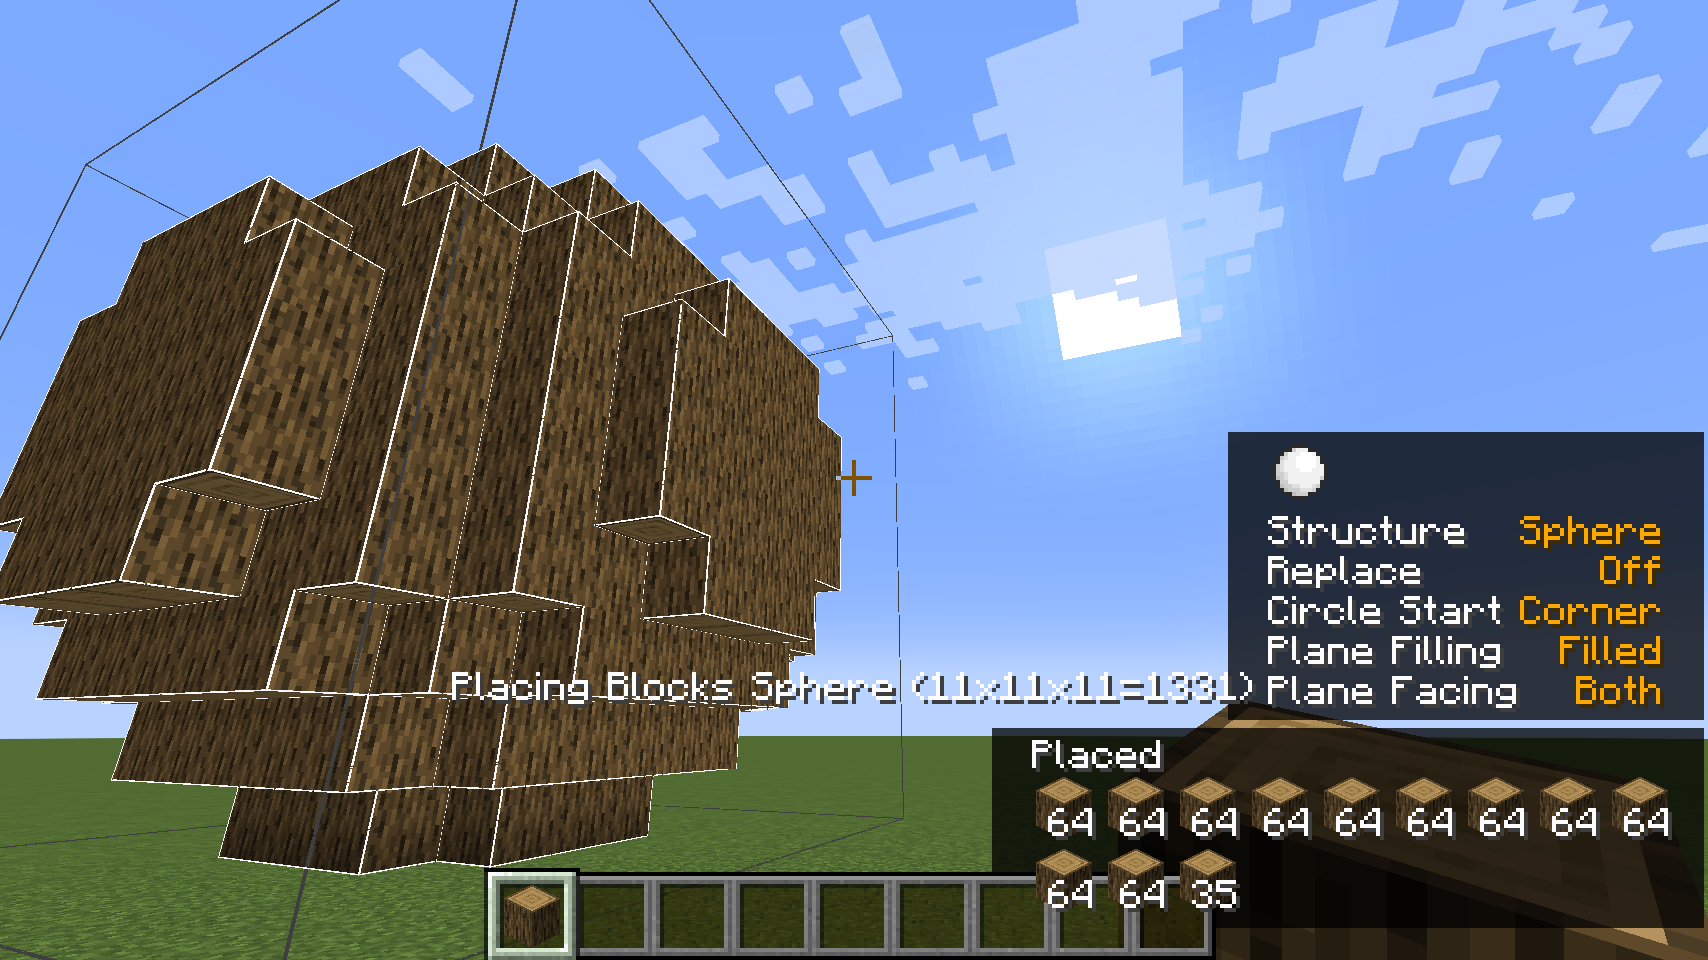 Structure Sphere
Replace Off
Circle Start Corner
Plane Filling Filled
Placing Blocks Sphere (11x11x11=1331) Plane Facing Both
Placed
64 64 64 64 64 64 64 64 64
64 64 35